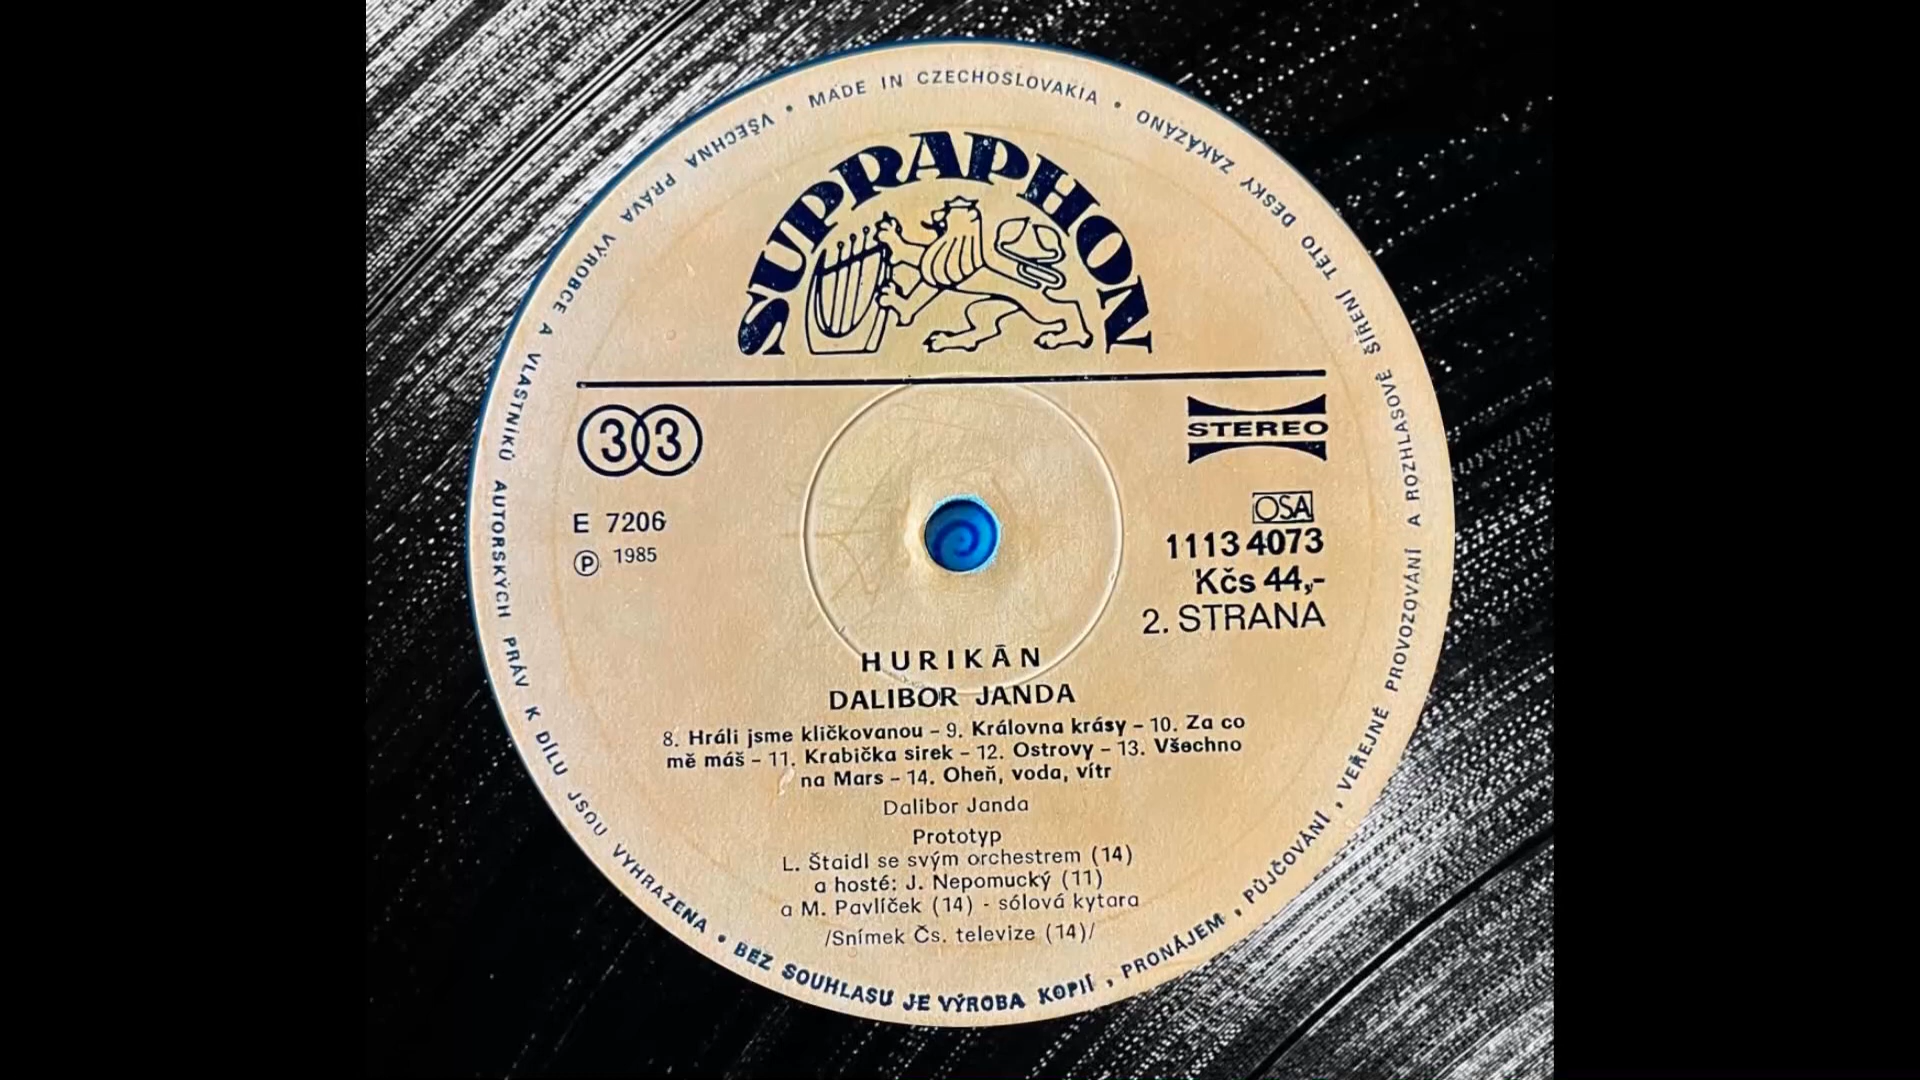 MADE IN CZECHOSLOVAKIA •
VŠECHNA PRÁVA VÝROBCE A VLASTNÍKŮ AUTORSKÝCH PRÁV K DÍLU JSOU VYHRAZENA • BEZ SOUHLASU JE VÝROBA KOPIÍ, PRONÁJEM, PŮJČOVÁNÍ, VEŘEJNÉ PROVOZOVÁNÍ A ROZHLASOVÉ ŠÍŘENÍ TÉTO DESKY ZAKÁZÁNO •
SUPRAPHON
33
STEREO
E 7206
Ⓟ 1985
OSA
1113 4073
Kčs 44,-
2. STRANA
HURIKÁN
DALIBOR JANDA
8. Hráli jsme kličkovanou – 9. Královna krásy – 10. Za co
mě máš – 11. Krabička sirek – 12. Ostrovy – 13. Všechno
na Mars – 14. Oheň, voda, vítr
Dalibor Janda
Prototyp
L. Štaidl se svým orchestrem (14)
a hosté: J. Nepomucký (11)
a M. Pavlíček (14) - sólová kytara
/Snímek Čs. televize (14)/